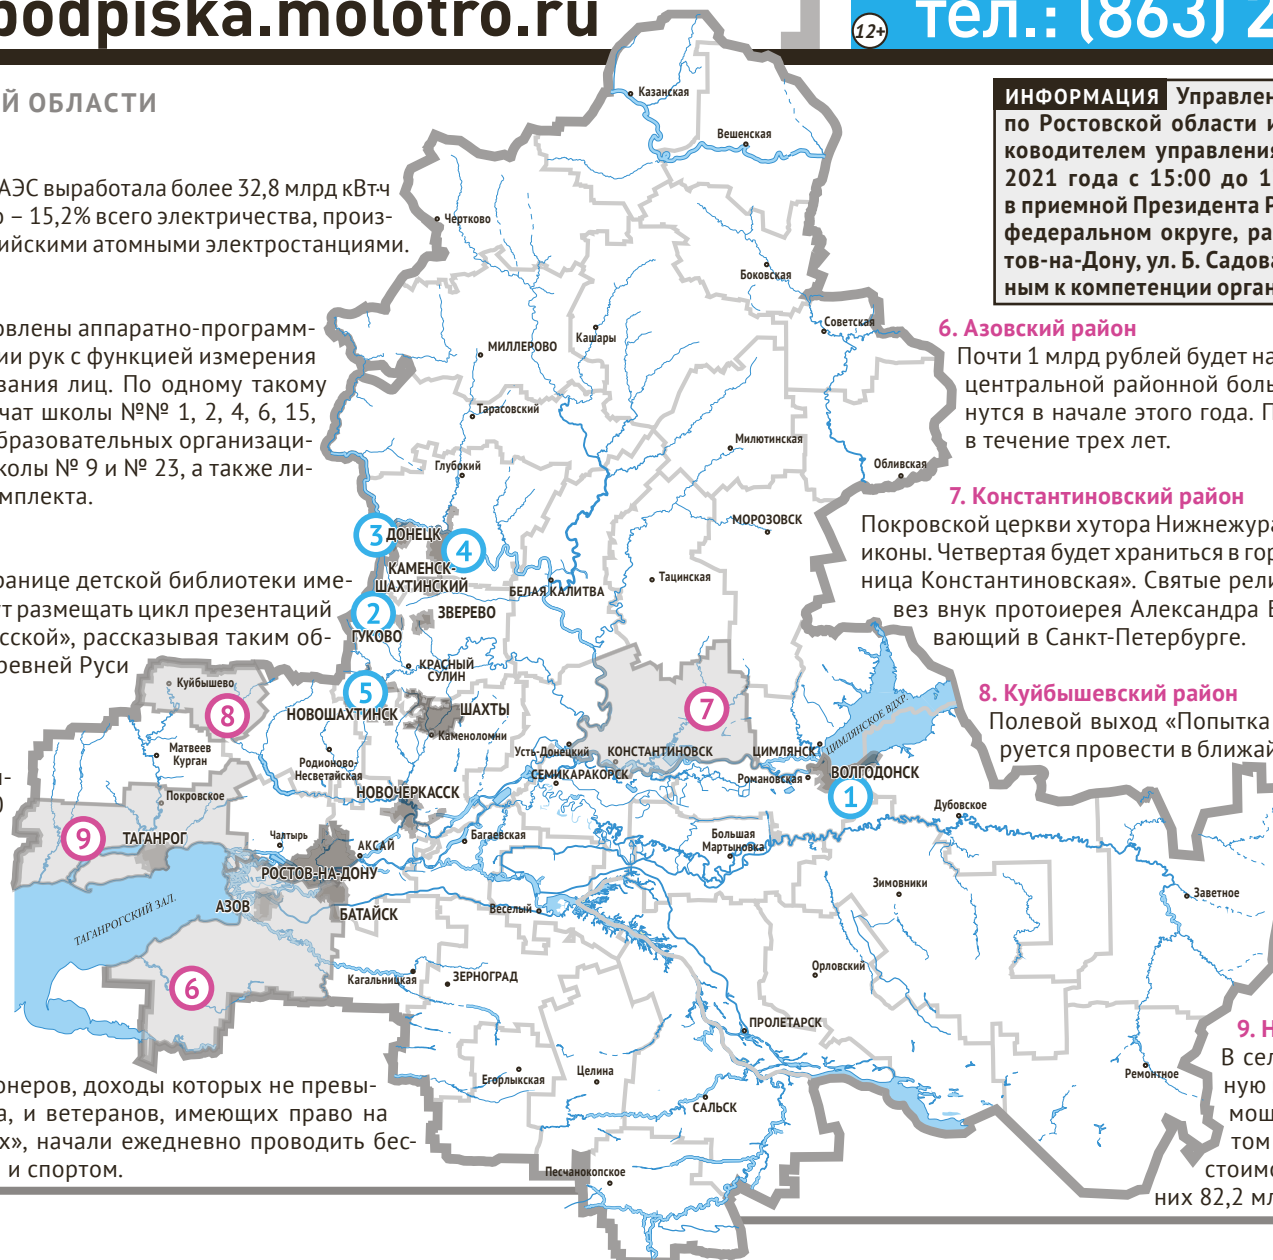 podpiska.molotro.ru
12+
тел.: (863) 2
Й ОБЛАСТИ
АЭС выработала более 32,8 млрд кВт·ч
– 15,2% всего электричества, произ-
ийскими атомными электростанциями.
овлены аппаратно-программ-
ии рук с функцией измерения
вания лиц. По одному такому
чат школы №№ 1, 2, 4, 6, 15,
бразовательных организаци-
колы № 9 и № 23, а также ли-
мплекта.
ранице детской библиотеки име-
ут размещать цикл презентаций
сской», рассказывая таким об-
ревней Руси
онеров, доходы которых не превы-
а, и ветеранов, имеющих право на
х», начали ежедневно проводить бес-
и спортом.
ИНФОРМАЦИЯ Управлен
по Ростовской области и
ководителем управления
2021 года с 15:00 до 1
в приемной Президента Р
федеральном округе, ра
тов-на-Дону, ул. Б. Садова
ным к компетенции орган
6. Азовский район
Почти 1 млрд рублей будет на
центральной районной боль
нутся в начале этого года. П
в течение трех лет.
7. Константиновский район
Покровской церкви хутора Нижнежура
иконы. Четвертая будет храниться в гор
ница Константиновская». Святые рели
вез внук протоиерея Александра В
вающий в Санкт-Петербурге.
8. Куйбышевский район
Полевой выход «Попытка
руется провести в ближай
9. Н
В сел
ную
мощ
том
стоимо
них 82,2 мл
Казанская
Вешенская
Чертково
Боковская
Советская
Кашары
МИЛЛЕРОВО
Тарасовский
Милютинская
Глубокий
Обливская
МОРОЗОВСК
3
ДОНЕЦК
4
КАМЕНСК-
ШАХТИНСКИЙ
БЕЛАЯ КАЛИТВА
Тацинская
2
ЗВЕРЕВО
ГУКОВО
КРАСНЫЙ
СУЛИН
Куйбышево
5
8
НОВОШАХТИНСК
ШАХТЫ
7
Каменоломни
Матвеев
Курган
Родионово-
Несветайская
Усть-Донецкий
КОНСТАНТИНОВСК
ЦИМЛЯНСК
ЦИМЛЯНСКОЕ ВДХР.
СЕМИКАРАКОРСК
Романовская
ВОЛГОДОНСК
1
Покровское
НОВОЧЕРКАССК
Дубовское
9
ТАГАНРОГ
Чалтырь
АКСАЙ
Багаевская
Большая
Мартыновка
РОСТОВ-НА-ДОНУ
Зимовники
Заветное
АЗОВ
БАТАЙСК
Веселый
ТАГАНРОГСКИЙ ЗАЛ.
6
Кагальницкая
ЗЕРНОГРАД
Орловский
ПРОЛЕТАРСК
Егорлыкская
Целина
САЛЬСК
Ремонтное
Песчанокопское